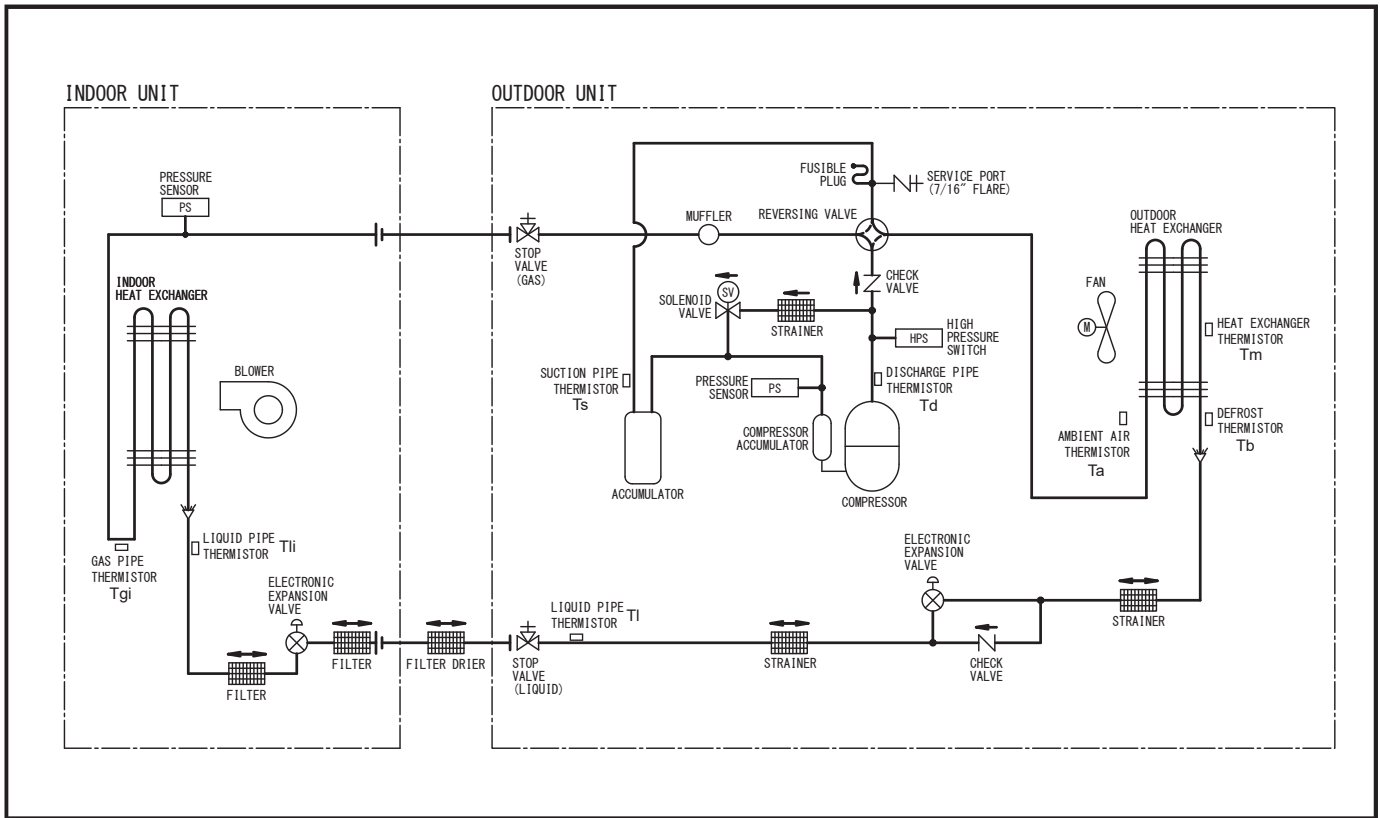 INDOOR UNIT
OUTDOOR UNIT
PRESSURE
SENSOR
PS
INDOOR
HEAT EXCHANGER
BLOWER
GAS PIPE
THERMISTOR
Tgi
LIQUID PIPE
THERMISTOR Tli
ELECTRONIC
EXPANSION
VALVE
FILTER
FILTER
FILTER DRIER
STOP
VALVE
(GAS)
MUFFLER
REVERSING VALVE
FUSIBLE
PLUG
SERVICE PORT
(7/16" FLARE)
CHECK
VALVE
SOLENOID
VALVE
SV
STRAINER
HPS
HIGH
PRESSURE
SWITCH
SUCTION PIPE
THERMISTOR
Ts
PRESSURE
SENSOR
PS
DISCHARGE PIPE
THERMISTOR
Td
COMPRESSOR
ACCUMULATOR
ACCUMULATOR
COMPRESSOR
OUTDOOR
HEAT EXCHANGER
FAN
M
HEAT EXCHANGER
THERMISTOR
Tm
AMBIENT AIR
THERMISTOR
Ta
DEFROST
THERMISTOR
Tb
ELECTRONIC
EXPANSION
VALVE
STRAINER
CHECK
VALVE
STRAINER
LIQUID PIPE
THERMISTOR Tl
STOP
VALVE
(LIQUID)